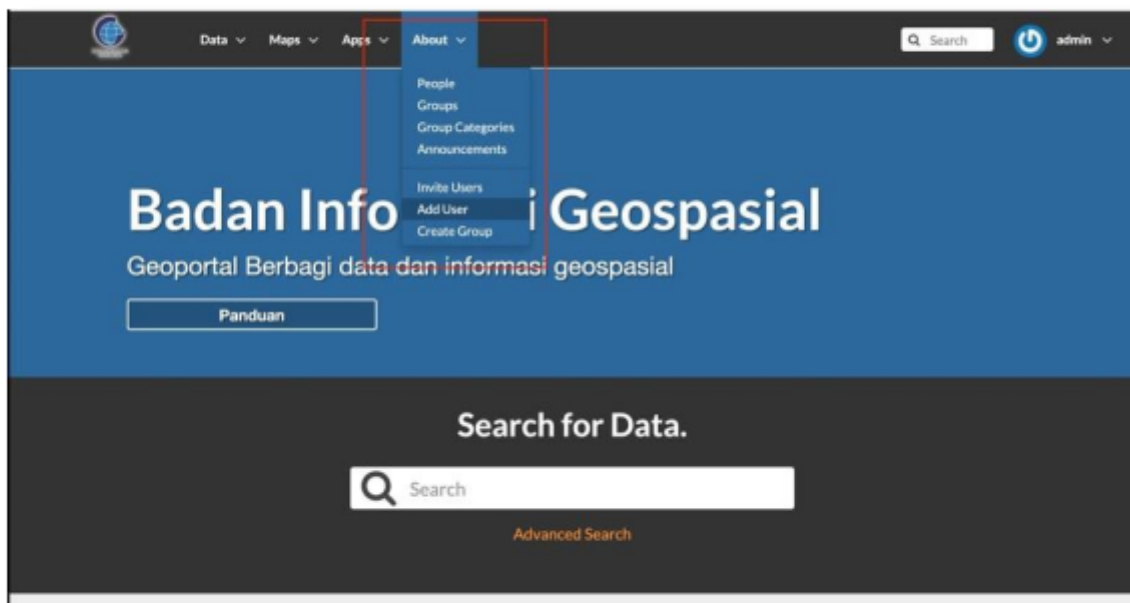 Data Maps Apps About Search admin
People
Groups
Group Categories
Announcements
Invite Users
Add User
Create Group
Badan Info i Geospasial
Geoportal Berbagi data dan informasi geospasial
Panduan
Search for Data.
Search
Advanced Search